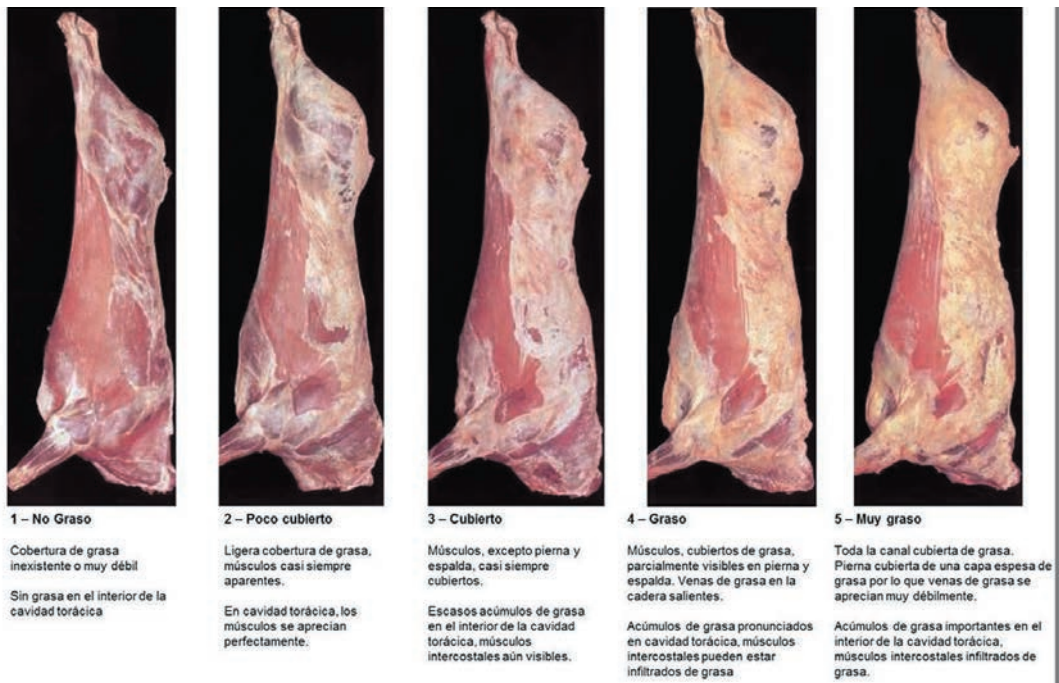 1 – No Graso
Cobertura de grasa
inexistente o muy débil
Sin grasa en el interior de la
cavidad torácica
2 – Poco cubierto
Ligera cobertura de grasa,
músculos casi siempre
aparentes.
En cavidad torácica, los
músculos se aprecian
perfectamente.
3 – Cubierto
Músculos, excepto pierna y
espalda, casi siempre
cubiertos.
Escasos acúmulos de grasa
en el interior de la cavidad
torácica, músculos
intercostales aún visibles.
4 – Graso
Músculos, cubiertos de grasa,
parcialmente visibles en pierna y
espalda. Venas de grasa en la
cadera salientes.
Acúmulos de grasa pronunciados
en cavidad torácica, músculos
intercostales pueden estar
infiltrados de grasa
5 – Muy graso
Toda la canal cubierta de grasa.
Pierna cubierta de una capa espesa de
grasa por lo que venas de grasa se
aprecian muy débilmente.
Acúmulos de grasa importantes en el
interior de la cavidad torácica,
músculos intercostales infiltrados de
grasa.